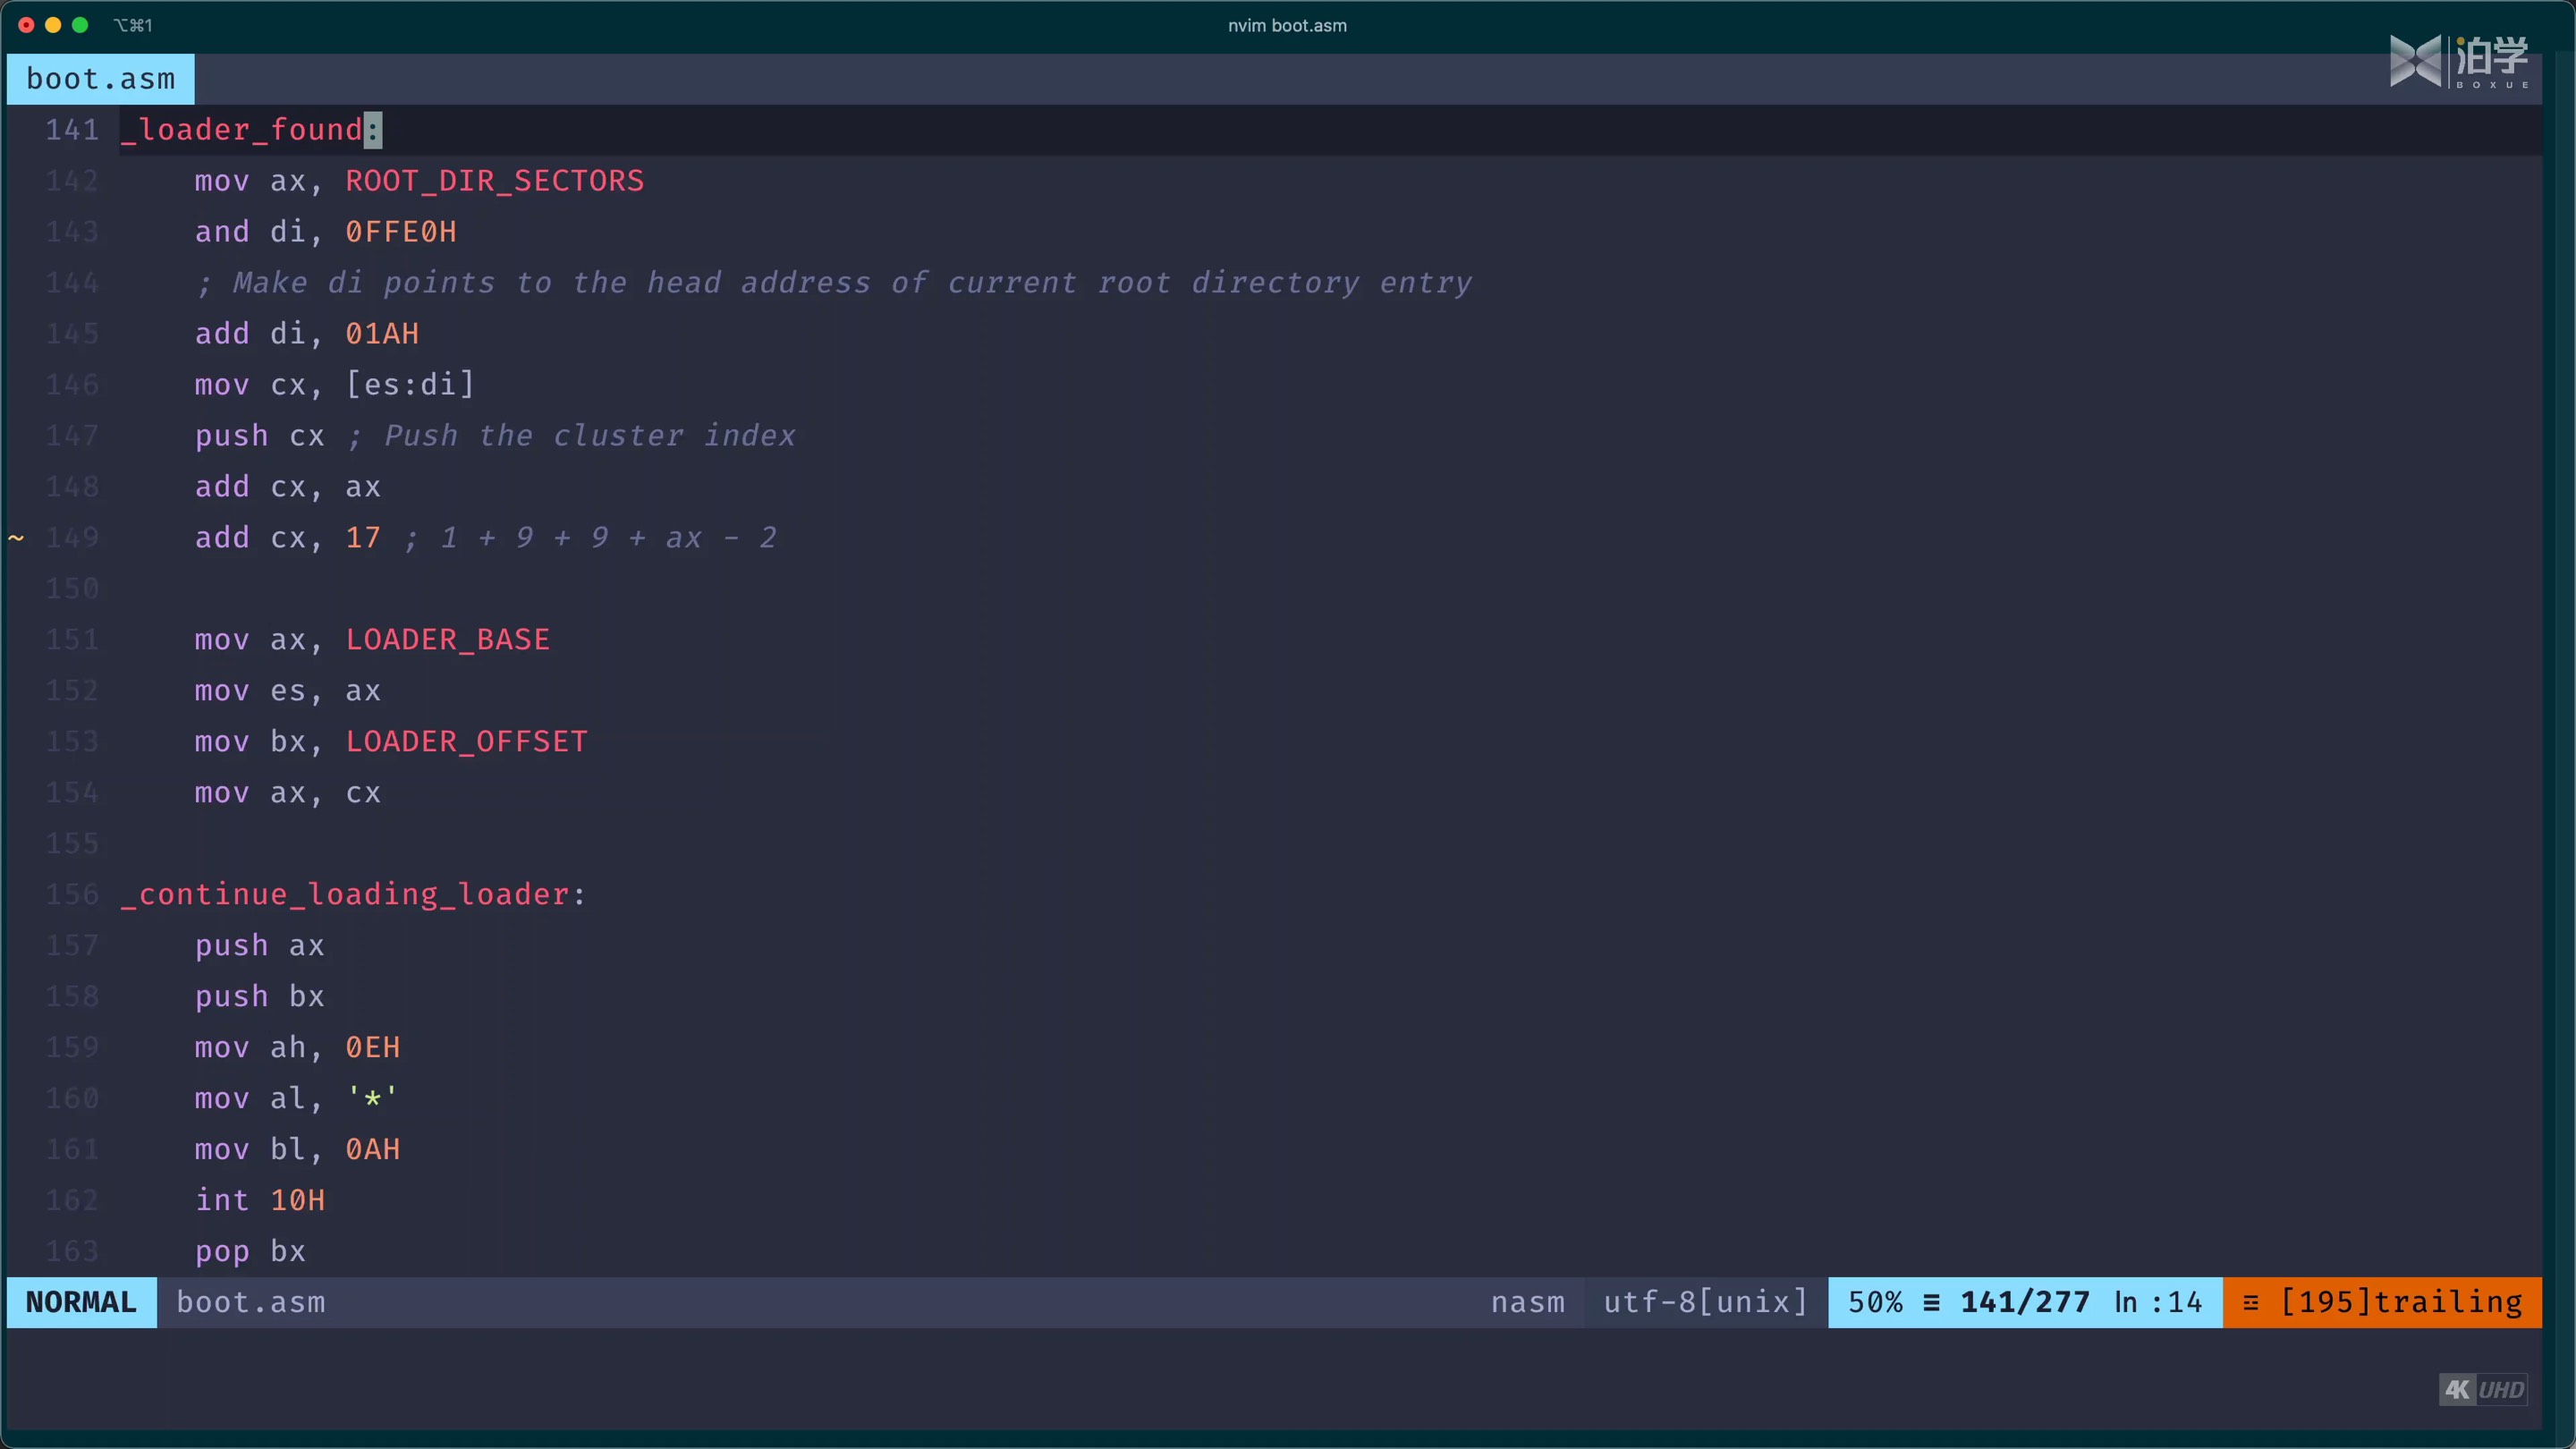 ⌥⌘1
nvim boot.asm
泊学
BOXUE
boot.asm
141 _loader_found:
142 mov ax, ROOT_DIR_SECTORS
143 and di, 0FFE0H
144 ; Make di points to the head address of current root directory entry
145 add di, 01AH
146 mov cx, [es:di]
147 push cx ; Push the cluster index
148 add cx, ax
~ 149 add cx, 17 ; 1 + 9 + 9 + ax - 2
150
151 mov ax, LOADER_BASE
152 mov es, ax
153 mov bx, LOADER_OFFSET
154 mov ax, cx
155
156 _continue_loading_loader:
157 push ax
158 push bx
159 mov ah, 0EH
160 mov al, '*'
161 mov bl, 0AH
162 int 10H
163 pop bx
NORMAL boot.asm nasm utf-8[unix] 50% ≡ 141/277 ln :14 ☲ [195]trailing
4K UHD